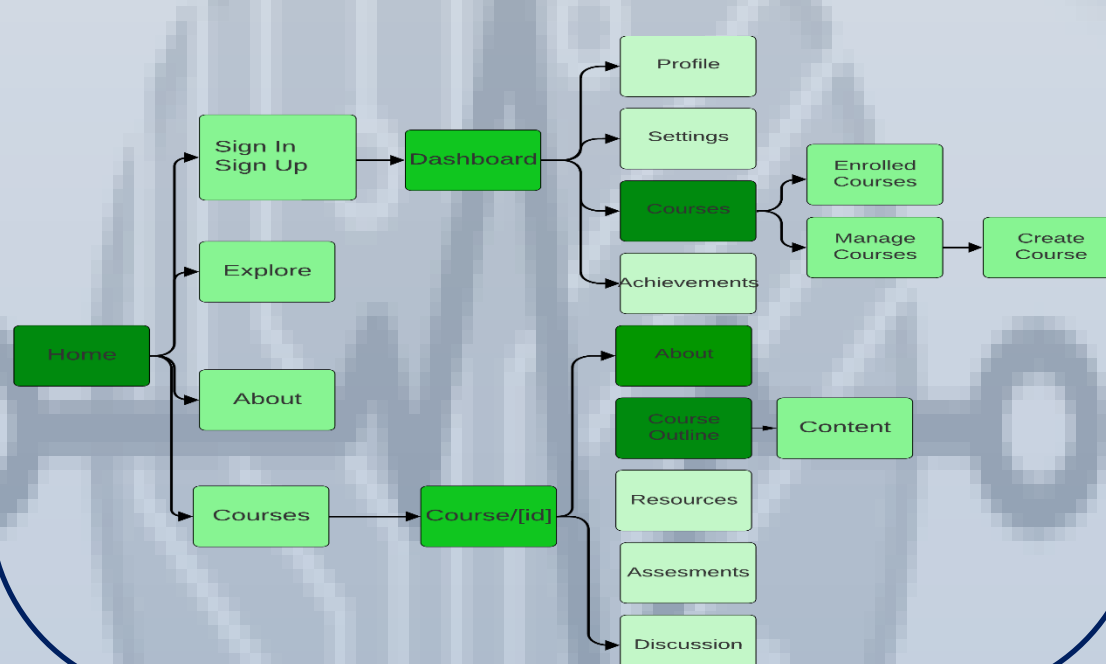 Profile
Settings
Sign In
Sign Up
Dashboard
Enrolled
Courses
Courses
Manage
Courses
Create
Course
Explore
Achievements
Home
About
About
Course
Outline
Content
Resources
Courses
Course/[id]
Assesments
Discussion